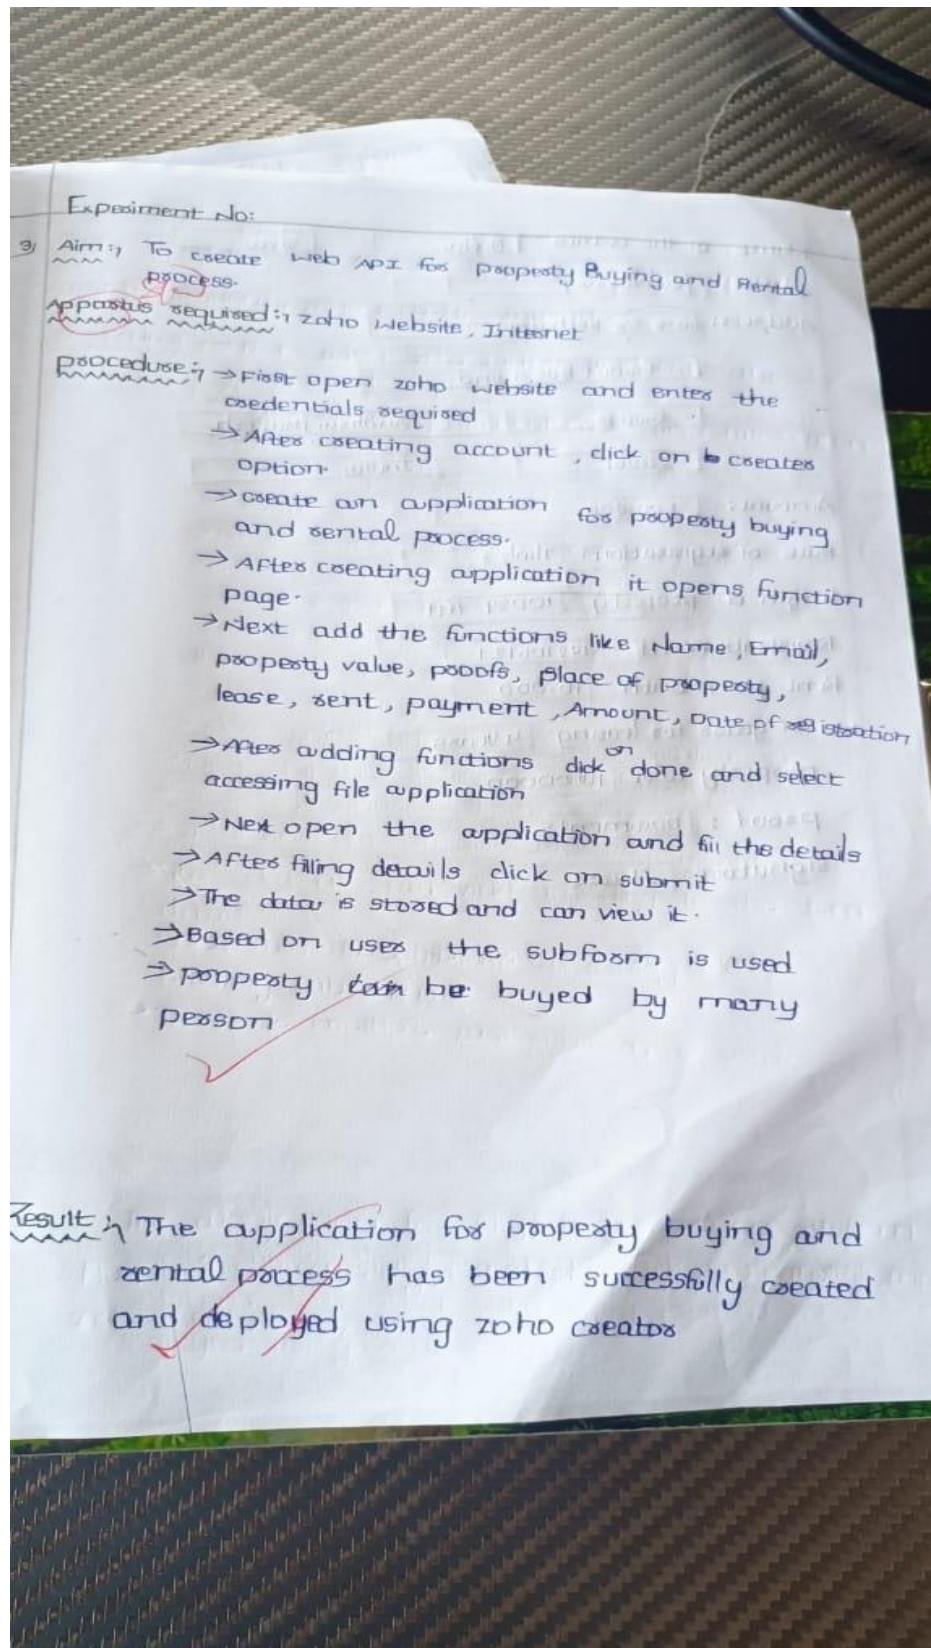 Experiment No:
3) Aim:, To create web API for property Buying and Rental
process.
Appartus required:, zoho website, Internet
procedure:, →First open zoho website and enter the
credentials required
→After creating account, click on creater
option.
→create an application for property buying
and rental process.
→After creating application it opens function
page.
→Next add the functions like Name, Email,
property value, proofs, place of property,
lease, rent, payment, Amount, Date of registration
→After adding functions click on done and select
accessing file application
→Next open the application and fill the details
→After filling details click on submit
→The data is stored and can view it.
→Based on user the subform is used
→property can be buyed by many
person
Result:, The application for property buying and
rental process has been successfully created
and deployed using zoho creator